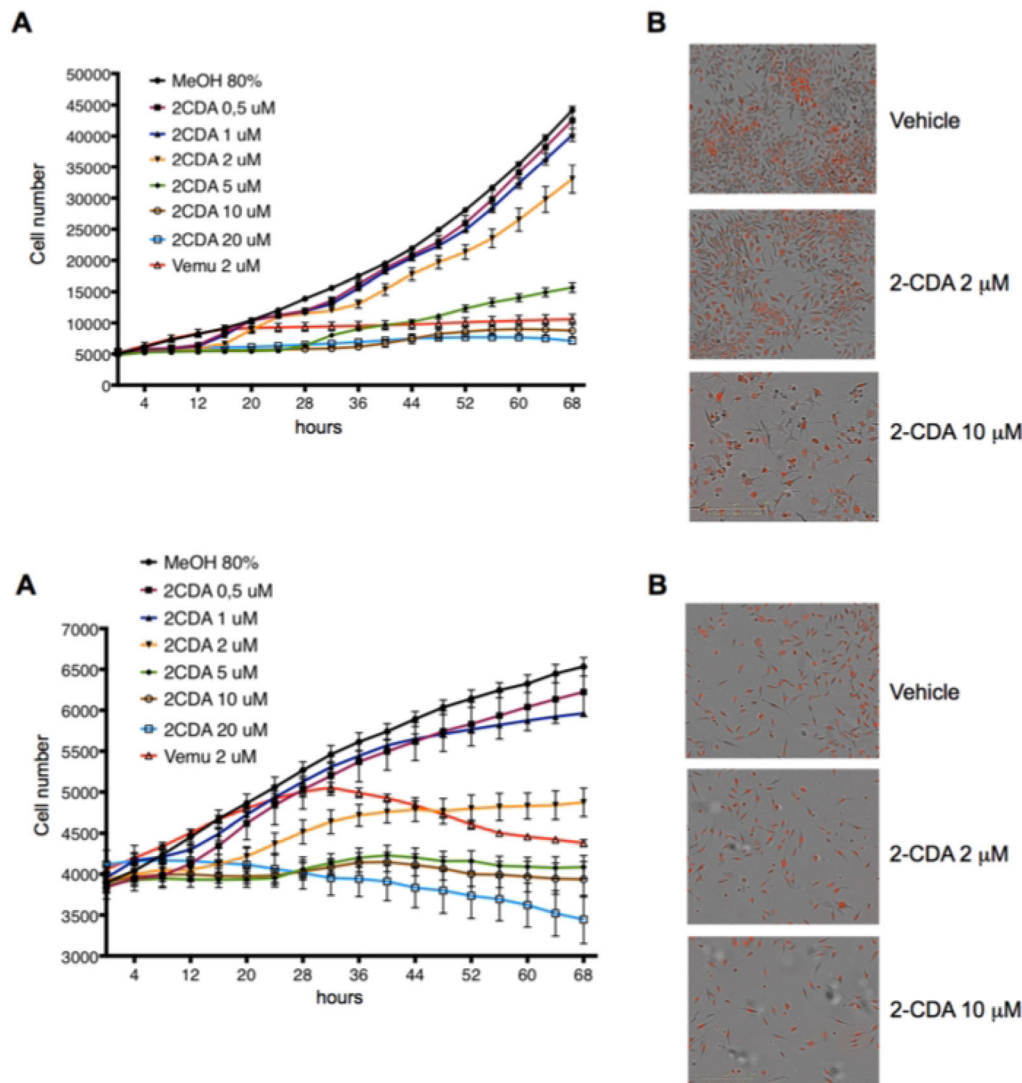 A
B
50000
45000
40000
35000
30000
25000
20000
15000
10000
5000
0
Cell number
MeOH 80%
2CDA 0,5 uM
2CDA 1 uM
2CDA 2 uM
2CDA 5 uM
2CDA 10 uM
2CDA 20 uM
Vemu 2 uM
4 12 20 28 36 44 52 60 68
hours
Vehicle
2-CDA 2 μM
2-CDA 10 μM
A
B
MeOH 80%
2CDA 0,5 uM
2CDA 1 uM
2CDA 2 uM
2CDA 5 uM
2CDA 10 uM
2CDA 20 uM
Vemu 2 uM
7000
6500
6000
5500
5000
4500
4000
3500
3000
Cell number
4 12 20 28 36 44 52 60 68
hours
Vehicle
2-CDA 2 μM
2-CDA 10 μM